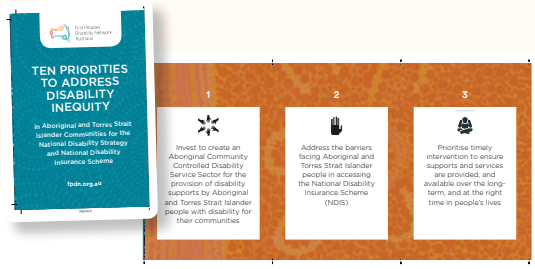 First Peoples
Disability Network
Australia
TEN PRIORITIES
TO ADDRESS
DISABILITY
INEQUITY
in Aboriginal and Torres Strait
Islander Communities for the
National Disability Strategy
and National Disability
Insurance Scheme
fpdn.org.au
1
Invest to create an
Aboriginal Community
Controlled Disability
Service Sector for the
provision of disability
supports by Aboriginal
and Torres Strait Islander
people with disability for
their communities
2
Address the barriers
facing Aboriginal and
Torres Strait Islander
people in accessing
the National Disability
Insurance Scheme
(NDIS)
3
Prioritise timely
intervention to ensure
supports and services
are provided, and
available over the long-
term, and at the right
time in people's lives